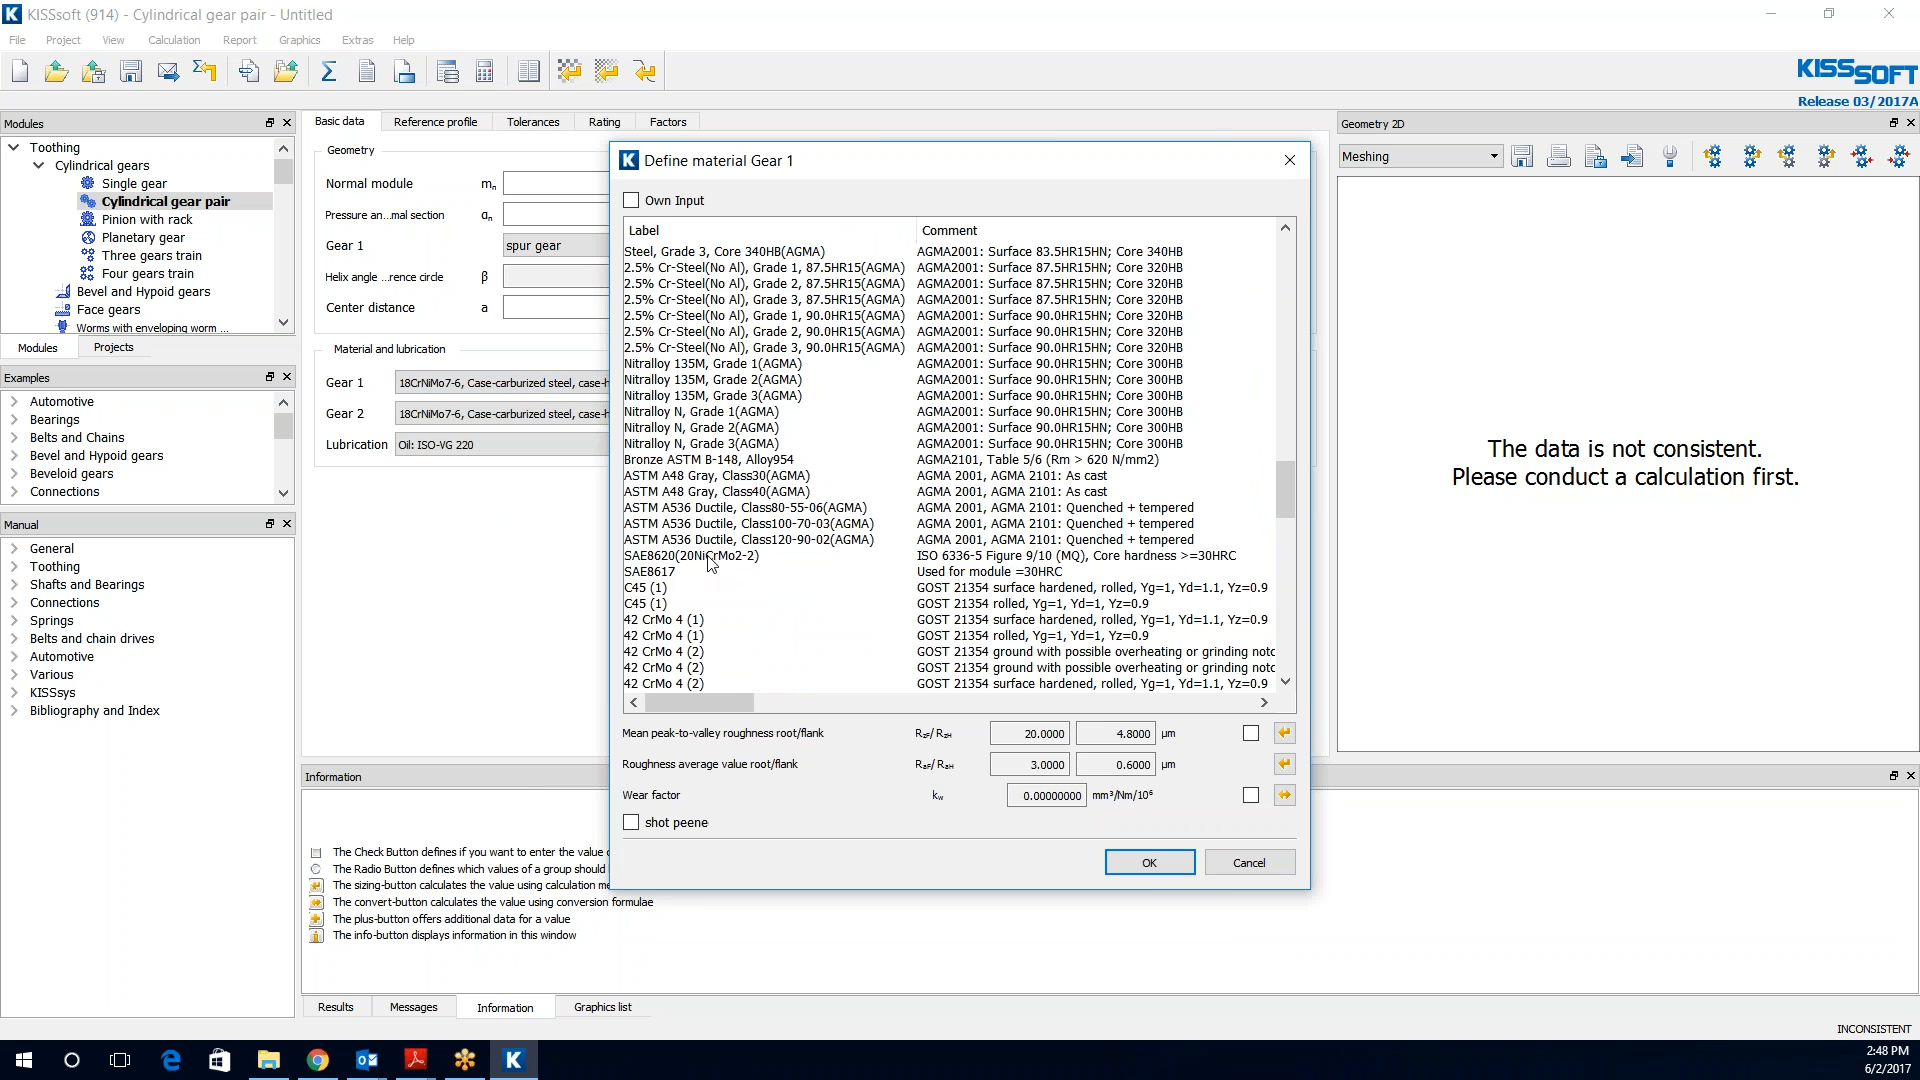 KISSsoft (914) - Cylindrical gear pair - Untitled
File Project View Calculation Report Graphics Extras Help
KISSSOFT
Release 03/2017A
Modules
Toothing
Cylindrical gears
Single gear
Cylindrical gear pair
Pinion with rack
Planetary gear
Three gears train
Four gears train
Bevel and Hypoid gears
Face gears
Worms with enveloping worm ...
Modules Projects
Examples
Automotive
Bearings
Belts and Chains
Bevel and Hypoid gears
Beveloid gears
Connections
Manual
General
Toothing
Shafts and Bearings
Connections
Springs
Belts and chain drives
Automotive
Various
KISSsys
Bibliography and Index
Basic data Reference profile Tolerances Rating Factors
Geometry
Normal module mn
Pressure an...mal section αn
Gear 1 spur gear
Helix angle ...rence circle β
Center distance a
Material and lubrication
Gear 1 18CrNiMo7-6, Case-carburized steel, case-h
Gear 2 18CrNiMo7-6, Case-carburized steel, case-h
Lubrication Oil: ISO-VG 220
Define material Gear 1
Own Input
Label Comment
Steel, Grade 3, Core 340HB(AGMA) AGMA2001: Surface 83.5HR15HN; Core 340HB
2.5% Cr-Steel(No Al), Grade 1, 87.5HR15(AGMA) AGMA2001: Surface 87.5HR15HN; Core 320HB
2.5% Cr-Steel(No Al), Grade 2, 87.5HR15(AGMA) AGMA2001: Surface 87.5HR15HN; Core 320HB
2.5% Cr-Steel(No Al), Grade 3, 87.5HR15(AGMA) AGMA2001: Surface 87.5HR15HN; Core 320HB
2.5% Cr-Steel(No Al), Grade 1, 90.0HR15(AGMA) AGMA2001: Surface 90.0HR15HN; Core 320HB
2.5% Cr-Steel(No Al), Grade 2, 90.0HR15(AGMA) AGMA2001: Surface 90.0HR15HN; Core 320HB
2.5% Cr-Steel(No Al), Grade 3, 90.0HR15(AGMA) AGMA2001: Surface 90.0HR15HN; Core 320HB
Nitralloy 135M, Grade 1(AGMA) AGMA2001: Surface 90.0HR15HN; Core 300HB
Nitralloy 135M, Grade 2(AGMA) AGMA2001: Surface 90.0HR15HN; Core 300HB
Nitralloy 135M, Grade 3(AGMA) AGMA2001: Surface 90.0HR15HN; Core 300HB
Nitralloy N, Grade 1(AGMA) AGMA2001: Surface 90.0HR15HN; Core 300HB
Nitralloy N, Grade 2(AGMA) AGMA2001: Surface 90.0HR15HN; Core 300HB
Nitralloy N, Grade 3(AGMA) AGMA2001: Surface 90.0HR15HN; Core 300HB
Bronze ASTM B-148, Alloy954 AGMA2101, Table 5/6 (Rm > 620 N/mm2)
ASTM A48 Gray, Class30(AGMA) AGMA 2001, AGMA 2101: As cast
ASTM A48 Gray, Class40(AGMA) AGMA 2001, AGMA 2101: As cast
ASTM A536 Ductile, Class80-55-06(AGMA) AGMA 2001, AGMA 2101: Quenched + tempered
ASTM A536 Ductile, Class100-70-03(AGMA) AGMA 2001, AGMA 2101: Quenched + tempered
ASTM A536 Ductile, Class120-90-02(AGMA) AGMA 2001, AGMA 2101: Quenched + tempered
SAE8620(20NiCrMo2-2) ISO 6336-5 Figure 9/10 (MQ), Core hardness >=30HRC
SAE8617 Used for module =30HRC
C45 (1) GOST 21354 surface hardened, rolled, Yg=1, Yd=1.1, Yz=0.9
C45 (1) GOST 21354 rolled, Yg=1, Yd=1, Yz=0.9
42 CrMo 4 (1) GOST 21354 surface hardened, rolled, Yg=1, Yd=1.1, Yz=0.9
42 CrMo 4 (1) GOST 21354 rolled, Yg=1, Yd=1, Yz=0.9
42 CrMo 4 (2) GOST 21354 ground with possible overheating or grinding notc
42 CrMo 4 (2) GOST 21354 ground with possible overheating or grinding notc
42 CrMo 4 (2) GOST 21354 surface hardened, rolled, Yg=1, Yd=1.1, Yz=0.9
Mean peak-to-valley roughness root/flank RzF/ RzH 20.0000 4.8000 µm
Roughness average value root/flank RaF/ RaH 3.0000 0.6000 µm
Wear factor kw 0.00000000 mm³/Nm/10⁶
shot peene
OK Cancel
Geometry 2D
Meshing
The data is not consistent.
Please conduct a calculation first.
Information
The Check Button defines if you want to enter the value
The Radio Button defines which values of a group should
The sizing-button calculates the value using calculation me
The convert-button calculates the value using conversion formulae
The plus-button offers additional data for a value
The info-button displays information in this window
Results Messages Information Graphics list
INCONSISTENT
2:48 PM
6/2/2017